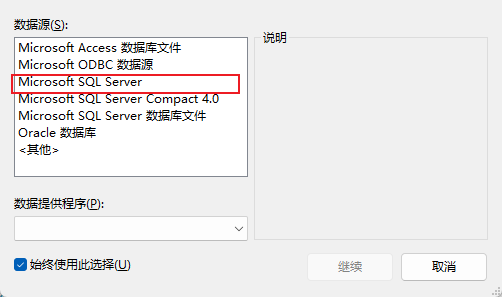 数据源(S):
说明
Microsoft Access 数据库文件
Microsoft ODBC 数据源
Microsoft SQL Server
Microsoft SQL Server Compact 4.0
Microsoft SQL Server 数据库文件
Oracle 数据库
<其他>
数据提供程序(P):
始终使用此选择(U)
继续
取消